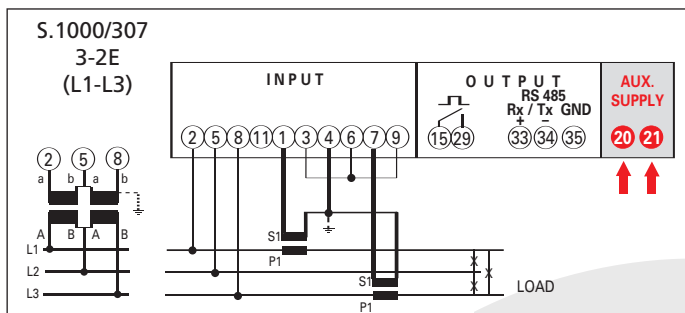 S.1000/307
3-2E
(L1-L3)
INPUT
OUTPUT
RS 485
Rx / Tx GND
+ −
AUX.
SUPPLY
2 5 8 11 1 3 4 6 7 9
15 29 33 34 35
20 21
2 5 8
a b a b
A B A B
L1
L2
L3
S1
P1
S1
P1
LOAD